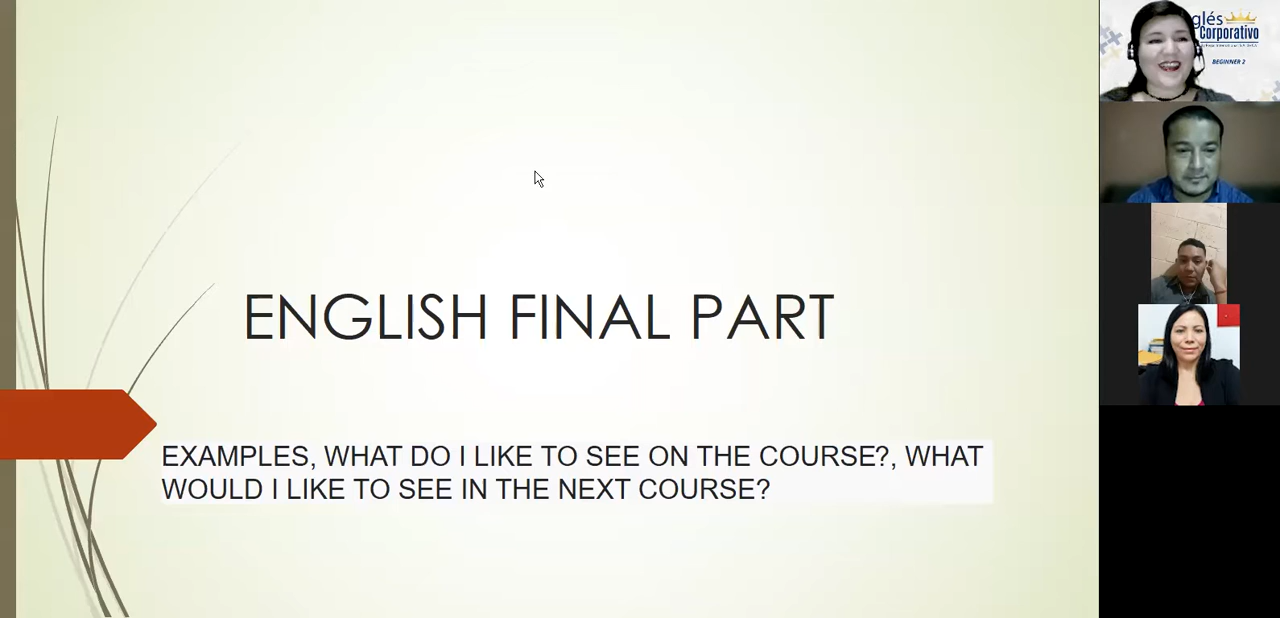 ENGLISH FINAL PART
EXAMPLES, WHAT DO I LIKE TO SEE ON THE COURSE?, WHAT
WOULD I LIKE TO SEE IN THE NEXT COURSE?
glés
Corporativo
BEGINNER 2